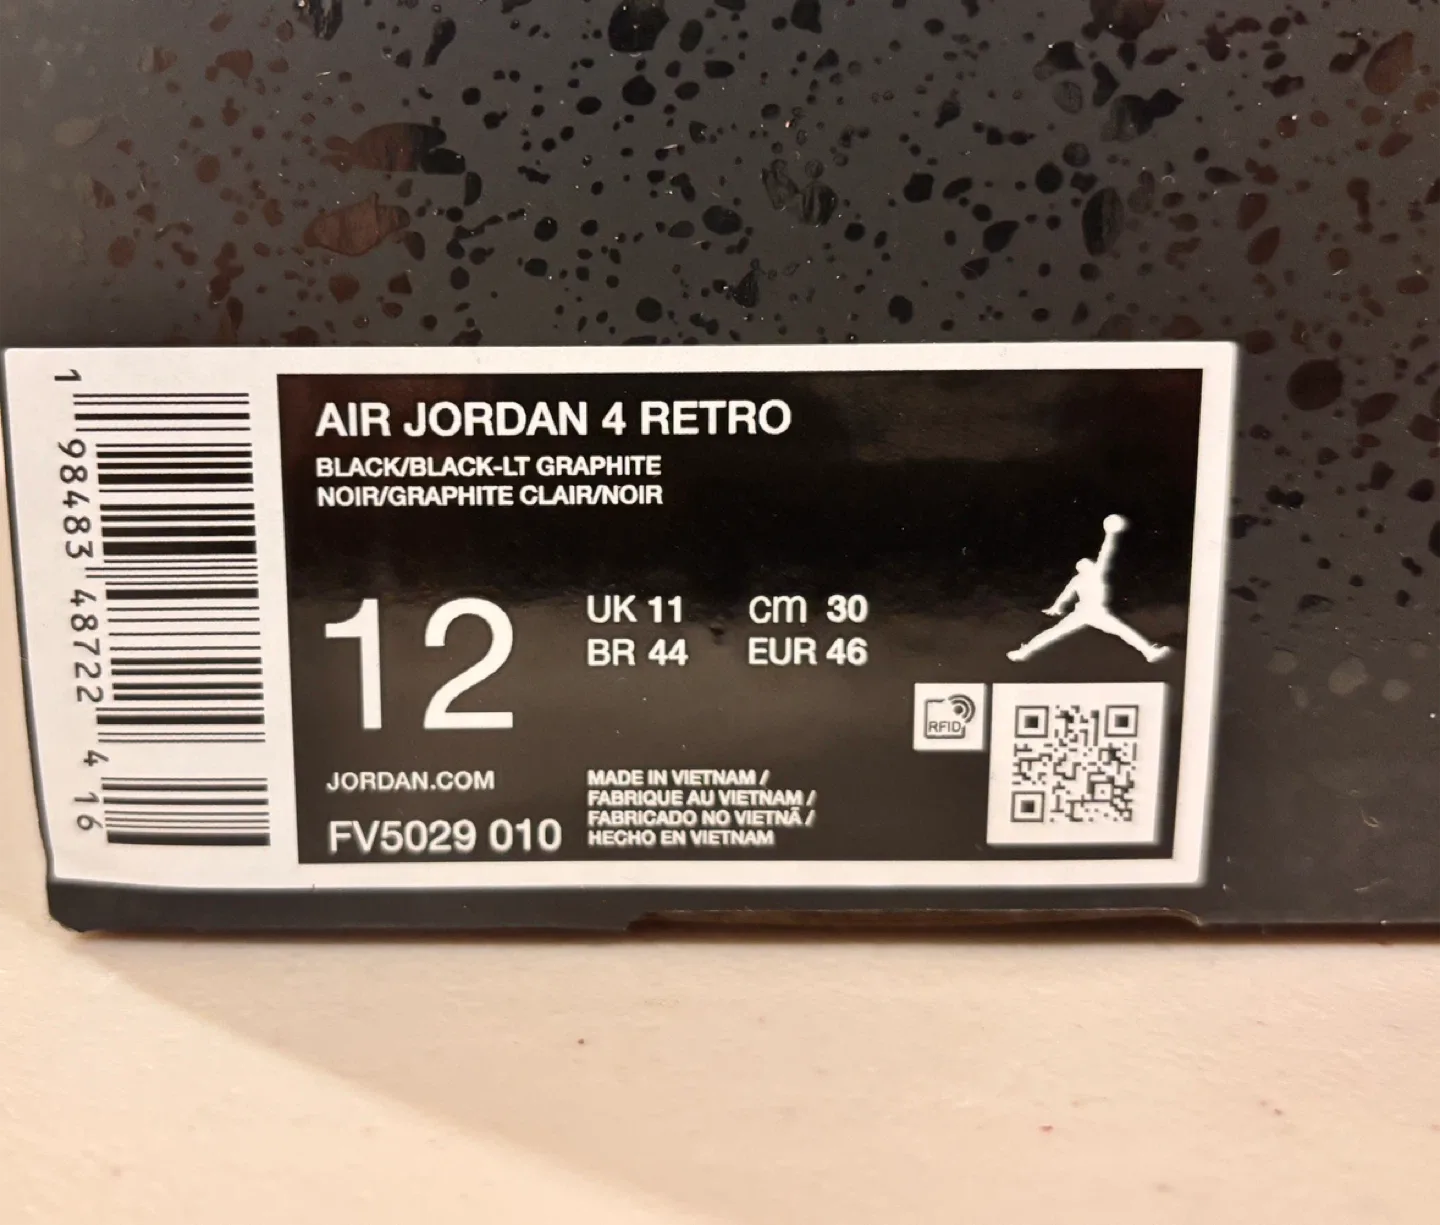 1 98483 48722 4 16
AIR JORDAN 4 RETRO
BLACK/BLACK-LT GRAPHITE
NOIR/GRAPHITE CLAIR/NOIR
12
UK 11 cm 30
BR 44 EUR 46
RFID
JORDAN.COM
FV5029 010
MADE IN VIETNAM /
FABRIQUE AU VIETNAM /
FABRICADO NO VIETNÃ /
HECHO EN VIETNAM